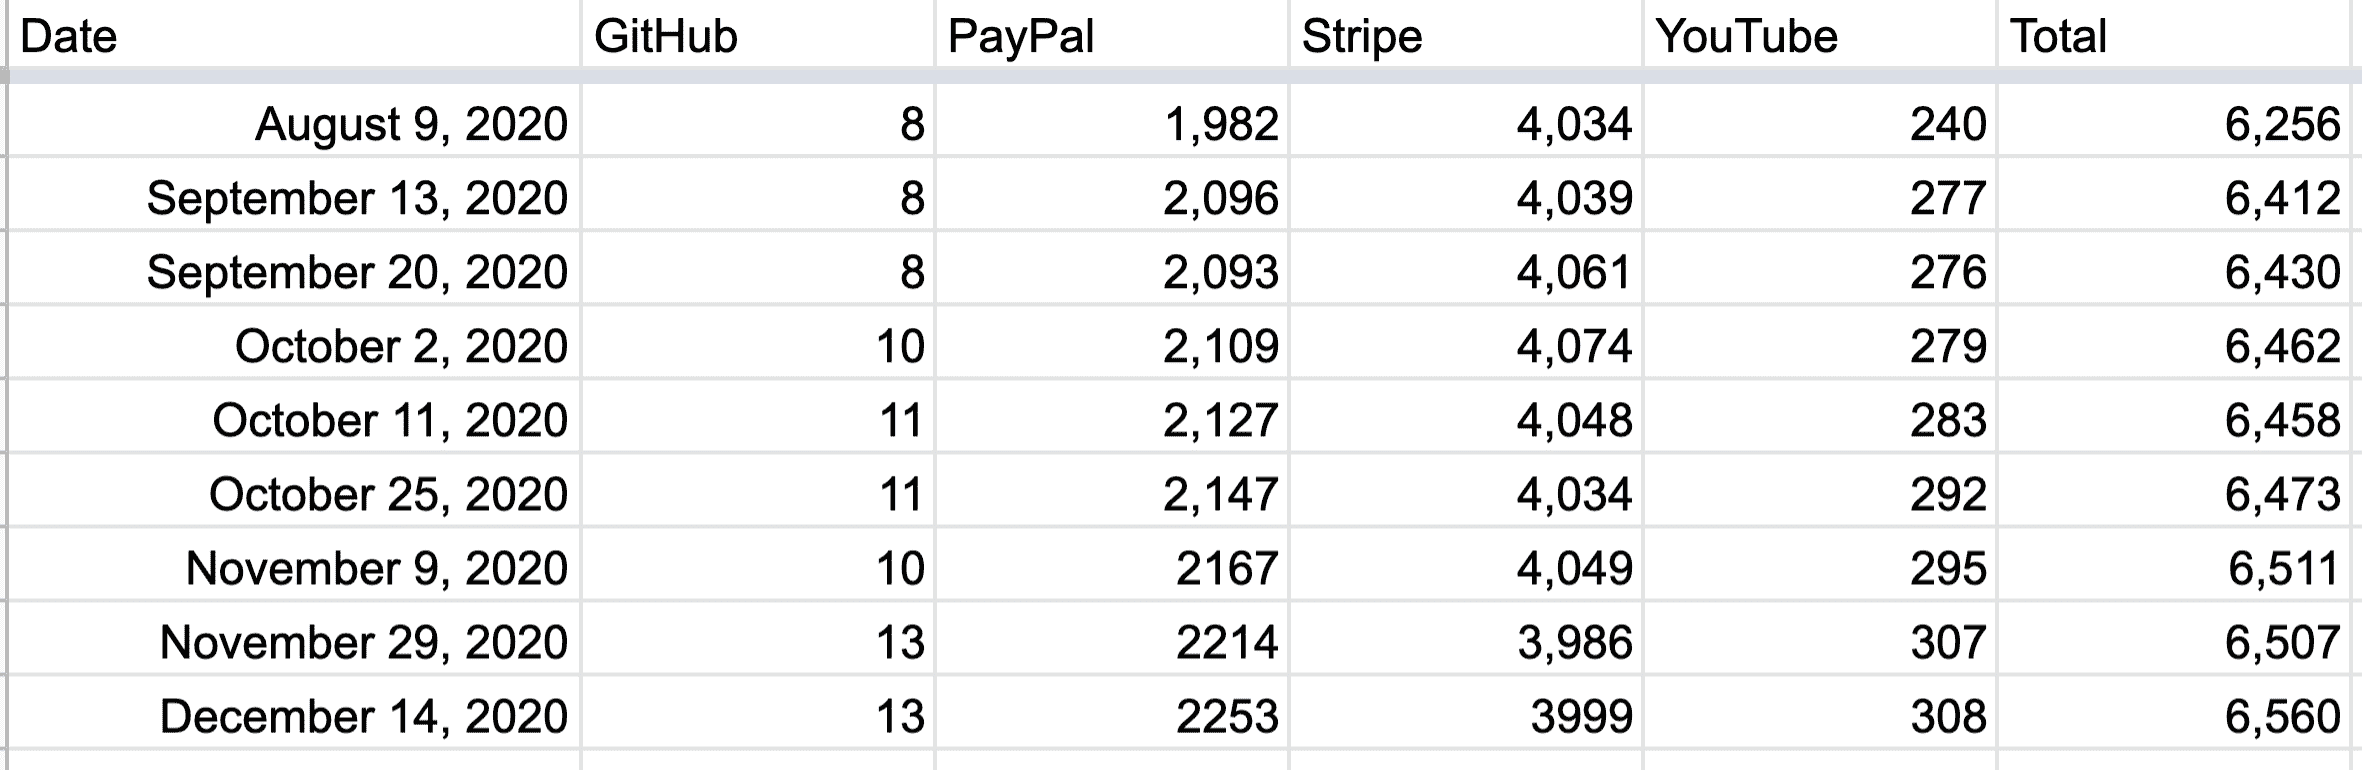 Date GitHub PayPal Stripe YouTube Total
August 9, 2020 8 1,982 4,034 240 6,256
September 13, 2020 8 2,096 4,039 277 6,412
September 20, 2020 8 2,093 4,061 276 6,430
October 2, 2020 10 2,109 4,074 279 6,462
October 11, 2020 11 2,127 4,048 283 6,458
October 25, 2020 11 2,147 4,034 292 6,473
November 9, 2020 10 2167 4,049 295 6,511
November 29, 2020 13 2214 3,986 307 6,507
December 14, 2020 13 2253 3999 308 6,560